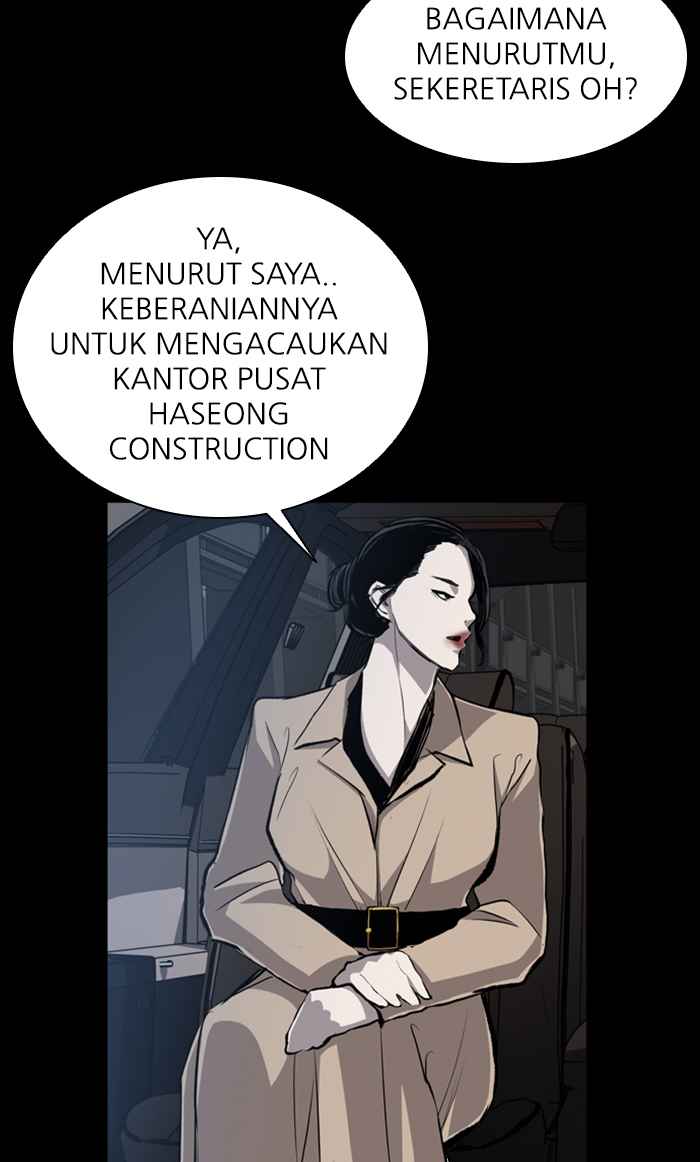 BAGAIMANA
MENURUTMU,
SEKERETARIS OH?
YA,
MENURUT SAYA..
KEBERANIANNYA
UNTUK MENGACAUKAN
KANTOR PUSAT
HASEONG
CONSTRUCTION